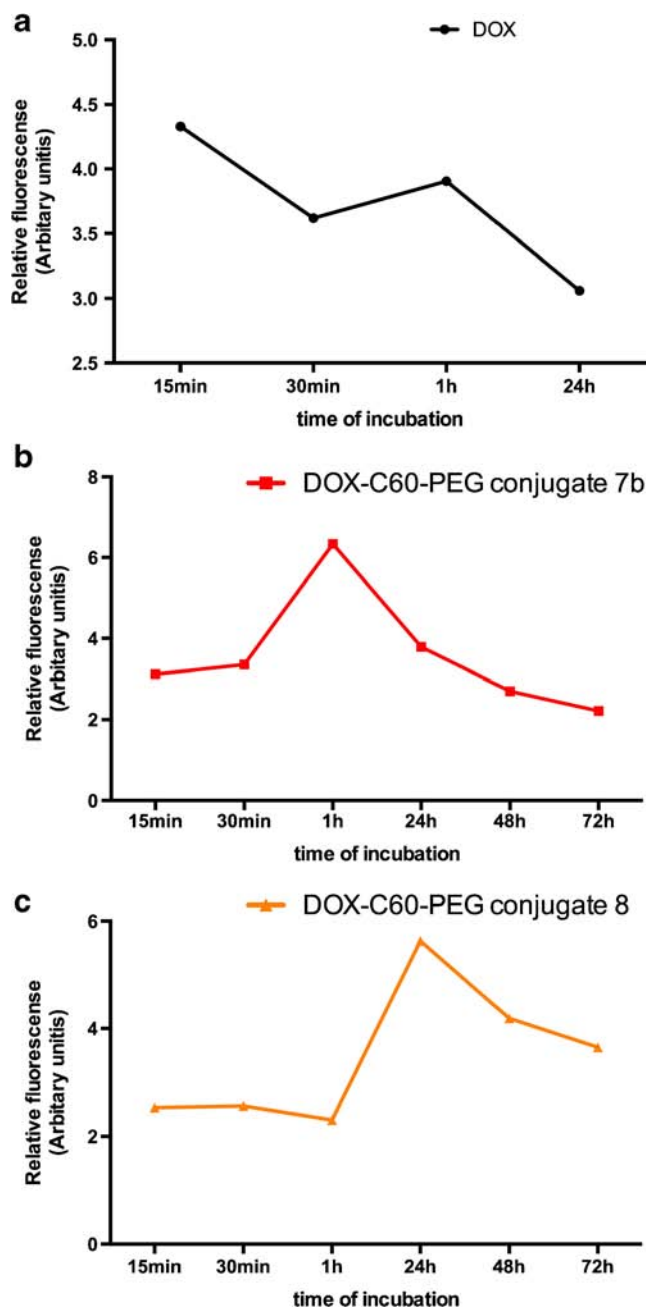 a
DOX
5.0
4.5
4.0
3.5
3.0
2.5
Relative fluorescense
(Arbitary unitis)
15min 30min 1h 24h
time of incubation
b
DOX-C60-PEG conjugate 7b
8
6
4
2
0
Relative fluorescense
(Arbitary unitis)
15min 30min 1h 24h 48h 72h
time of incubation
c
DOX-C60-PEG conjugate 8
6
4
2
0
Relative fluorescense
(Arbitary unitis)
15min 30min 1h 24h 48h 72h
time of incubation